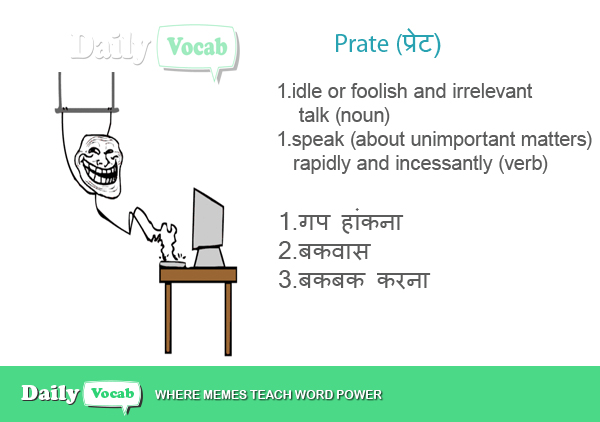 Daily Vocab
Prate (प्रेट)
1.idle or foolish and irrelevant
talk (noun)
1.speak (about unimportant matters)
rapidly and incessantly (verb)
1.गप हांकना
2.बकवास
3.बकबक करना
Daily Vocab WHERE MEMES TEACH WORD POWER